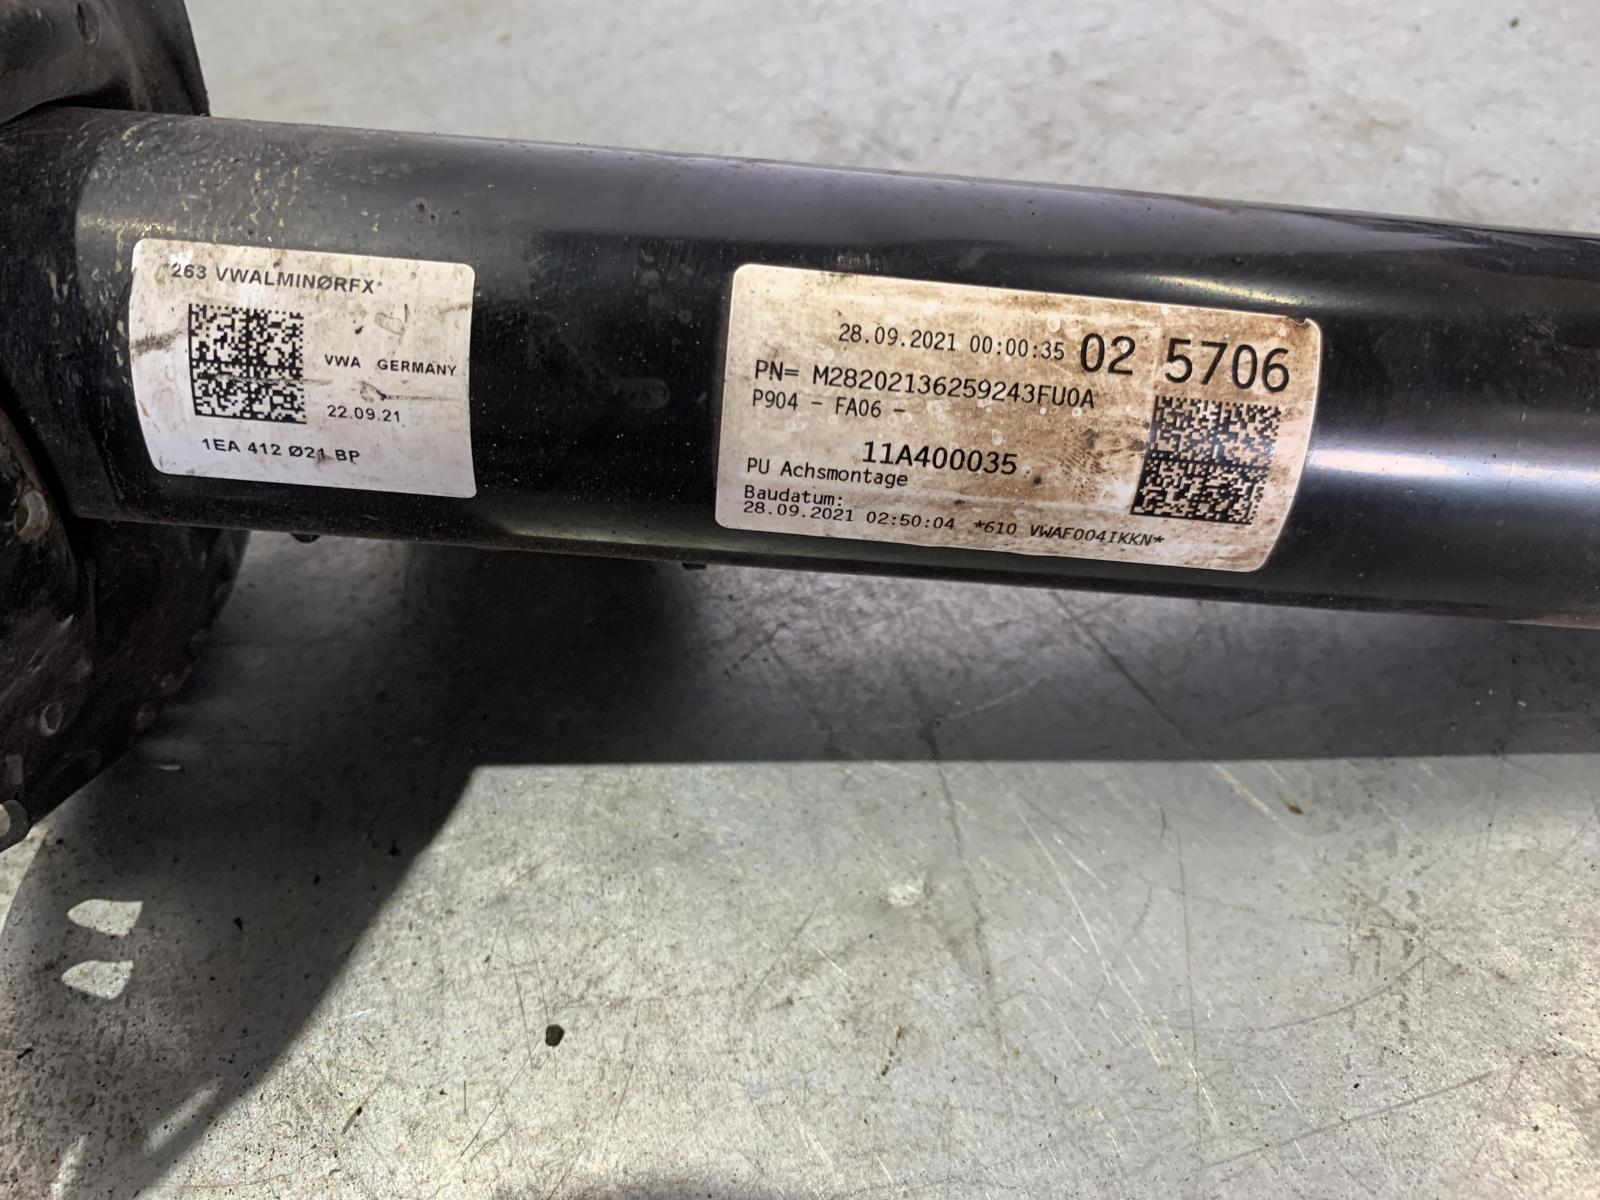 *263 VWALMINØRFX*
VWA GERMANY
22.09.21
1EA 412 Ø21 BP
28.09.2021 00:00:35 02 5706
PN= M28202136259243FU0A
P904 - FA06 -
11A400035
PU Achsmontage
Baudatum:
28.09.2021 02:50:04 *610 VWAF004IKKN*